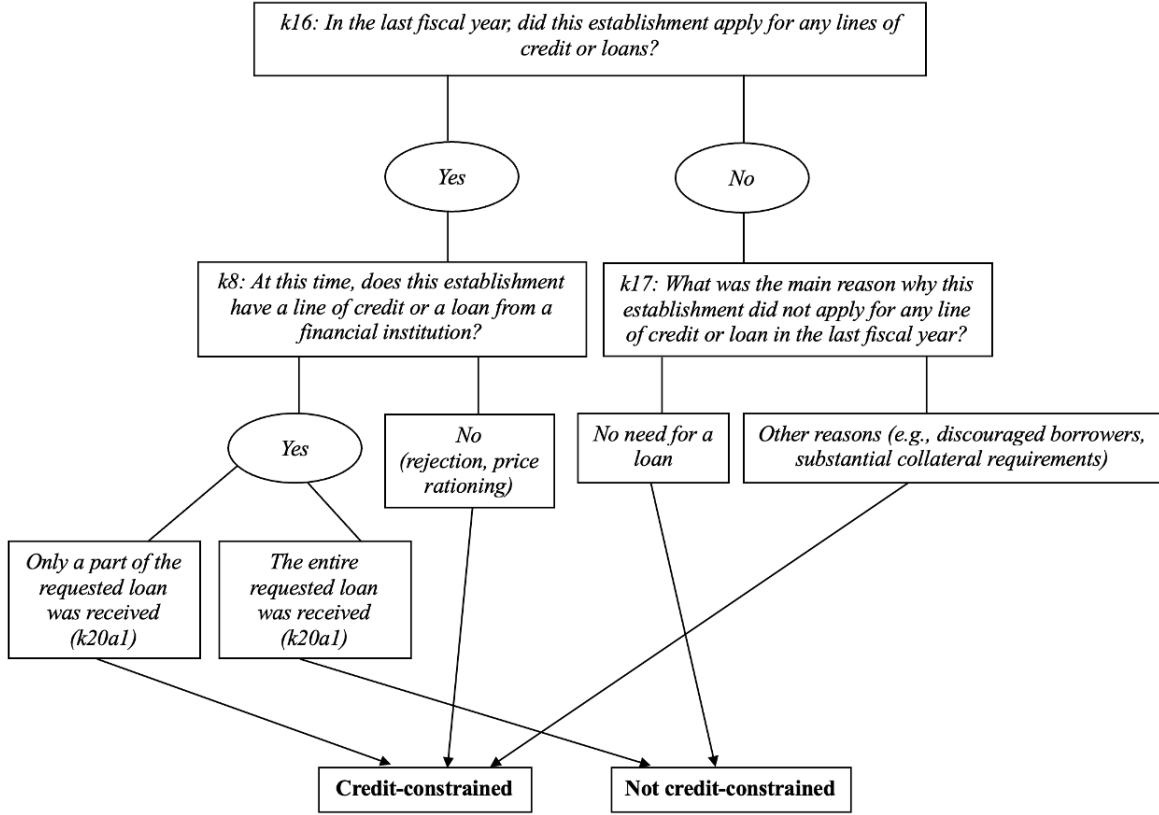 k16: In the last fiscal year, did this establishment apply for any lines of
credit or loans?
Yes
No
k8: At this time, does this establishment
have a line of credit or a loan from a
financial institution?
k17: What was the main reason why this
establishment did not apply for any line
of credit or loan in the last fiscal year?
Yes
No
(rejection, price
rationing)
No need for a
loan
Other reasons (e.g., discouraged borrowers,
substantial collateral requirements)
Only a part of the
requested loan
was received
(k20a1)
The entire
requested loan
was received
(k20a1)
Credit-constrained
Not credit-constrained